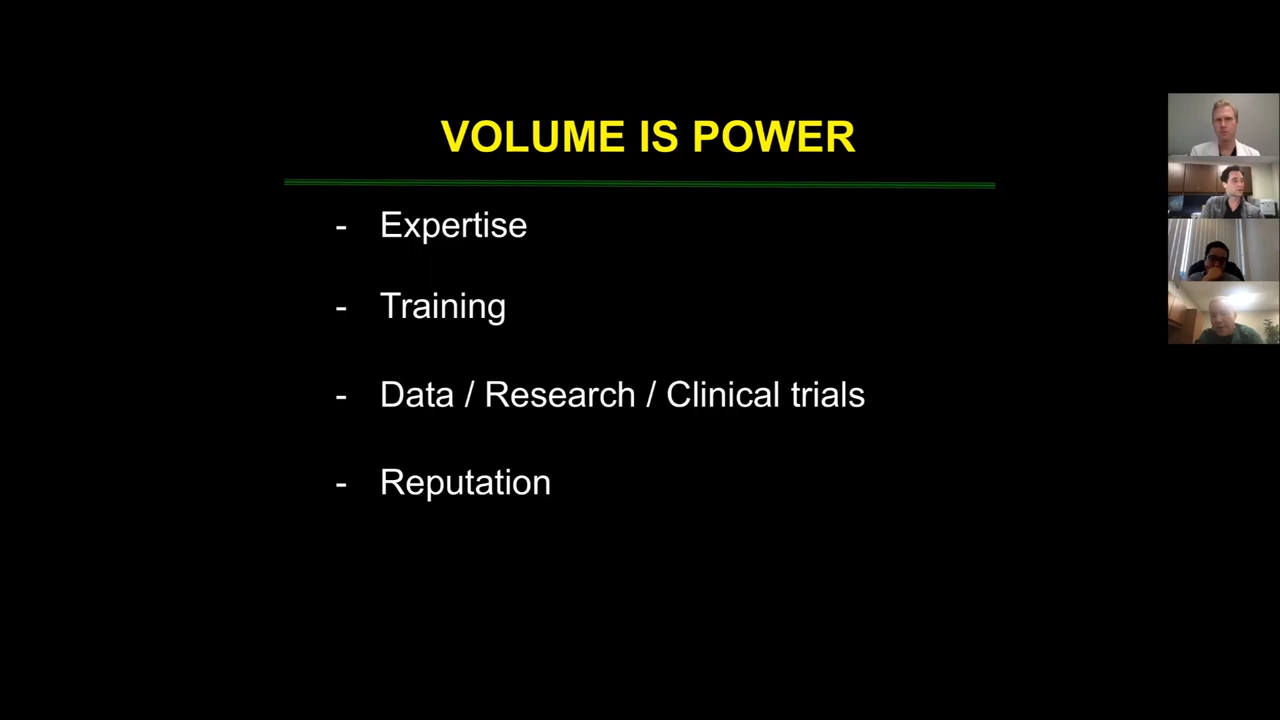 VOLUME IS POWER
- Expertise
- Training
- Data / Research / Clinical trials
- Reputation